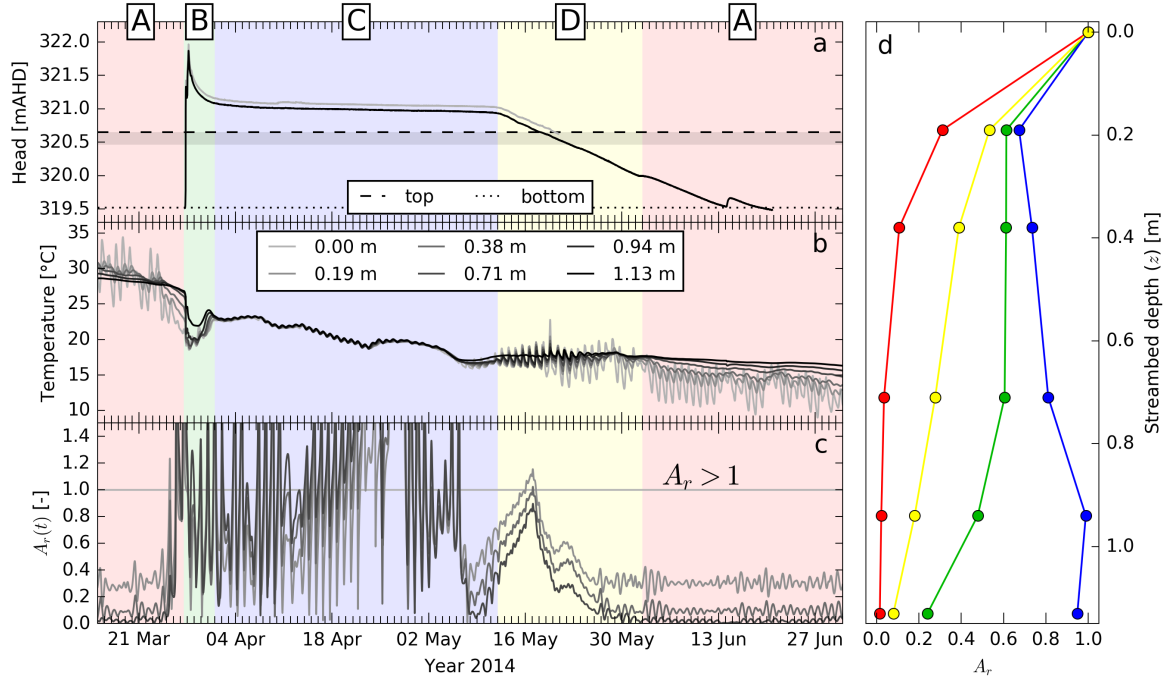 A B C D A
a
Head [mAHD]
322.0
321.5
321.0
320.5
320.0
319.5
top bottom
b
Temperature [°C]
35
30
25
20
15
10
0.00 m 0.38 m 0.94 m
0.19 m 0.71 m 1.13 m
c
A_r(t) [-]
1.4
1.2
1.0
0.8
0.6
0.4
0.2
0.0
A_r > 1
21 Mar 04 Apr 18 Apr 02 May 16 May 30 May 13 Jun 27 Jun
Year 2014
d
0.0
0.2
0.4
0.6
0.8
1.0
Streambed depth (z) [m]
0.0 0.2 0.4 0.6 0.8 1.0
A_r